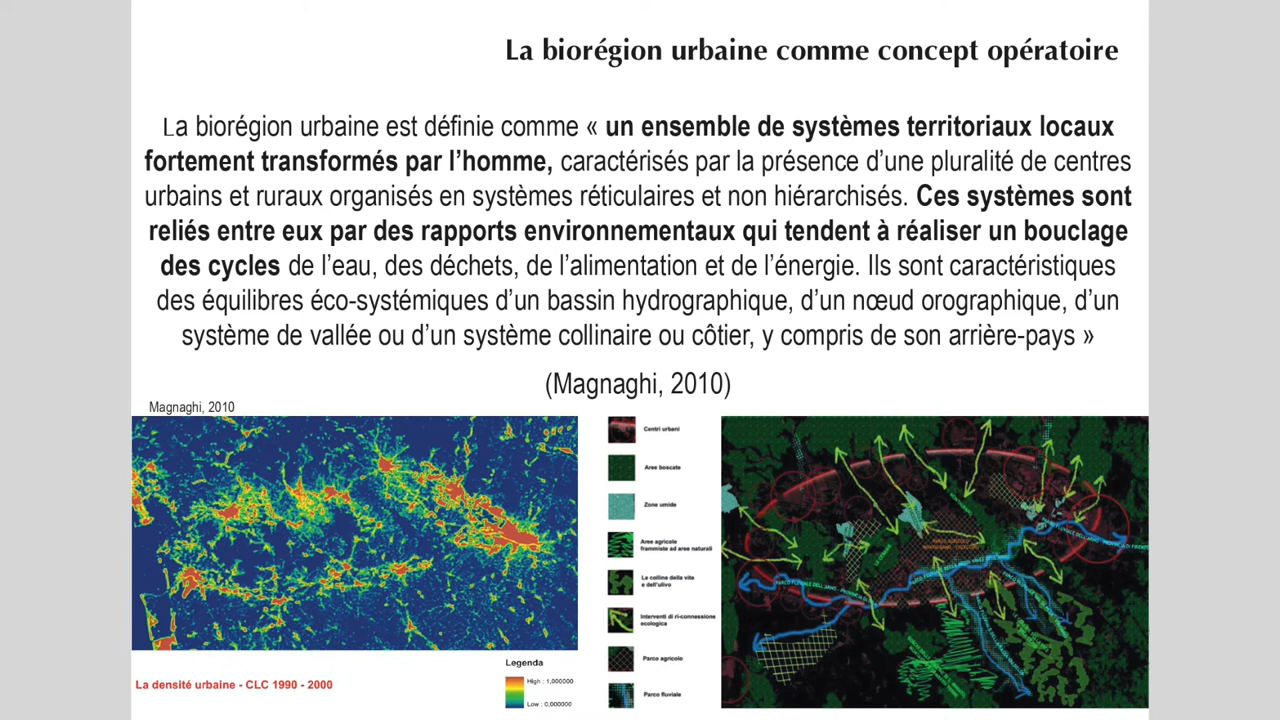 La biorégion urbaine comme concept opératoire
La biorégion urbaine est définie comme « un ensemble de systèmes territoriaux locaux
fortement transformés par l’homme, caractérisés par la présence d’une pluralité de centres
urbains et ruraux organisés en systèmes réticulaires et non hiérarchisés. Ces systèmes sont
reliés entre eux par des rapports environnementaux qui tendent à réaliser un bouclage
des cycles de l’eau, des déchets, de l’alimentation et de l’énergie. Ils sont caractéristiques
des équilibres éco-systémiques d’un bassin hydrographique, d’un nœud orographique, d’un
système de vallée ou d’un système collinaire ou côtier, y compris de son arrière-pays »
(Magnaghi, 2010)
Magnaghi, 2010
La densité urbaine - CLC 1990 - 2000
Legenda
High : 1,000000
Low : 0,000000
Centri urbani
Aree boscate
Zone umide
Aree agricole
frammiste ad aree naturali
La colline della vite
e dell'ulivo
Interventi di ri-connessione
ecologica
Parco agricolo
Parco fluviale